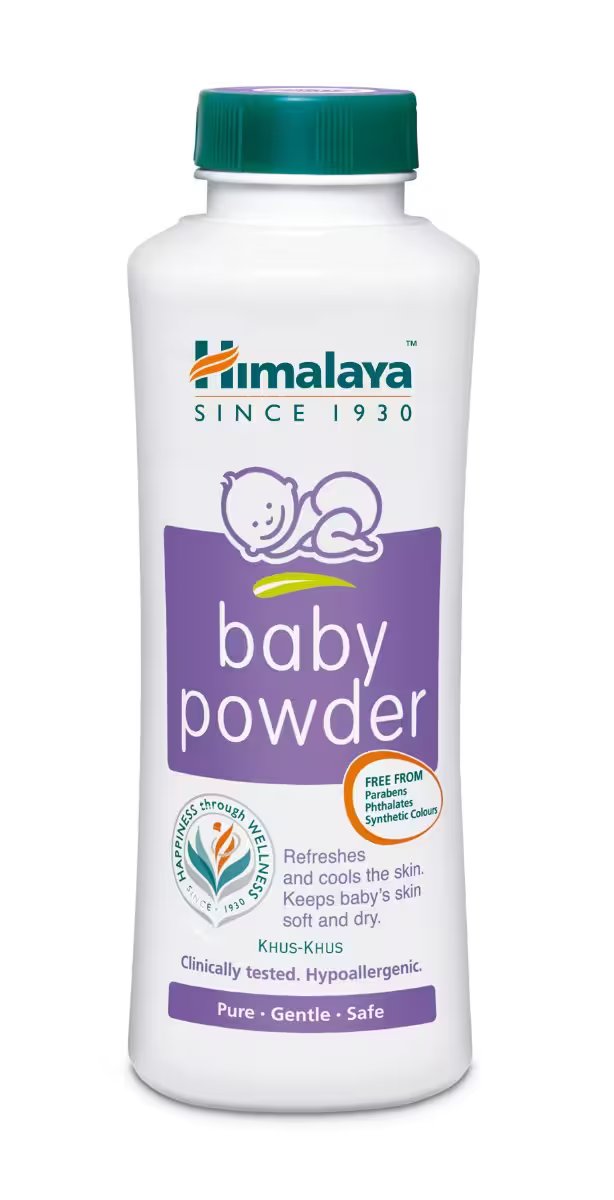 Himalaya™
SINCE 1930
baby
powder
FREE FROM
Parabens
Phthalates
Synthetic Colours
HAPPINESS through WELLNESS
SINCE · 1930
Refreshes
and cools the skin.
Keeps baby's skin
soft and dry.
KHUS-KHUS
Clinically tested. Hypoallergenic.
Pure · Gentle · Safe